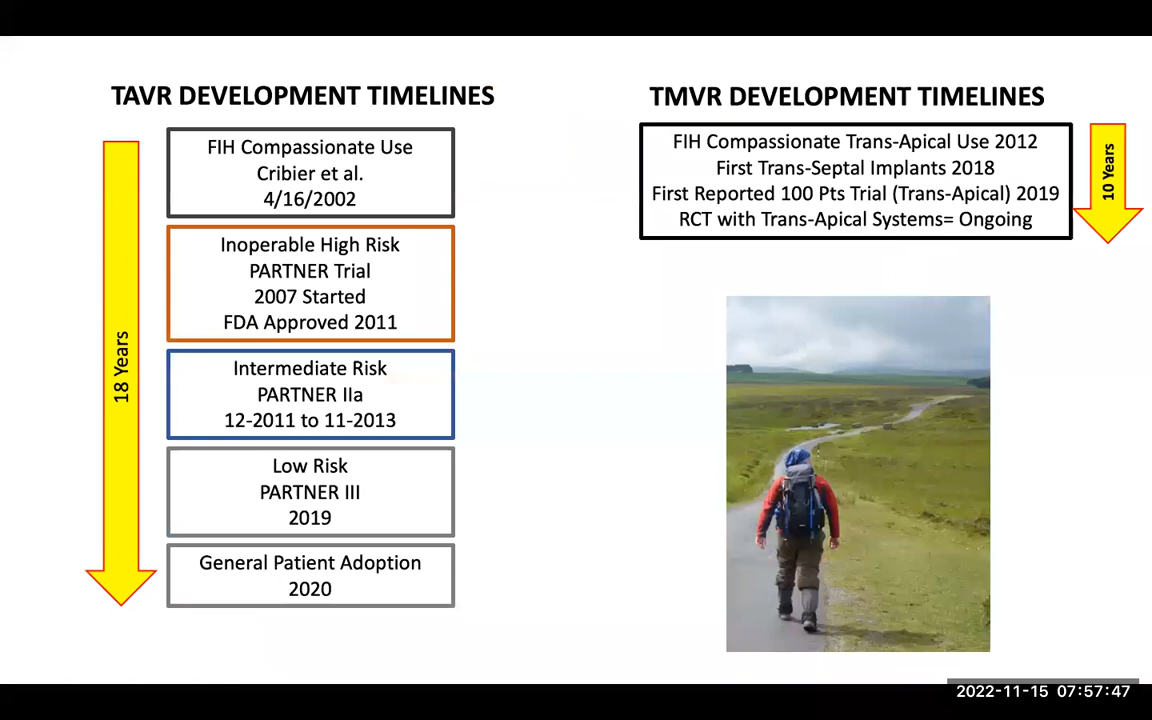 TAVR DEVELOPMENT TIMELINES
18 Years
FIH Compassionate Use
Cribier et al.
4/16/2002
Inoperable High Risk
PARTNER Trial
2007 Started
FDA Approved 2011
Intermediate Risk
PARTNER IIa
12-2011 to 11-2013
Low Risk
PARTNER III
2019
General Patient Adoption
2020
TMVR DEVELOPMENT TIMELINES
FIH Compassionate Trans-Apical Use 2012
First Trans-Septal Implants 2018
First Reported 100 Pts Trial (Trans-Apical) 2019
RCT with Trans-Apical Systems= Ongoing
10 Years
2022-11-15 07:57:47